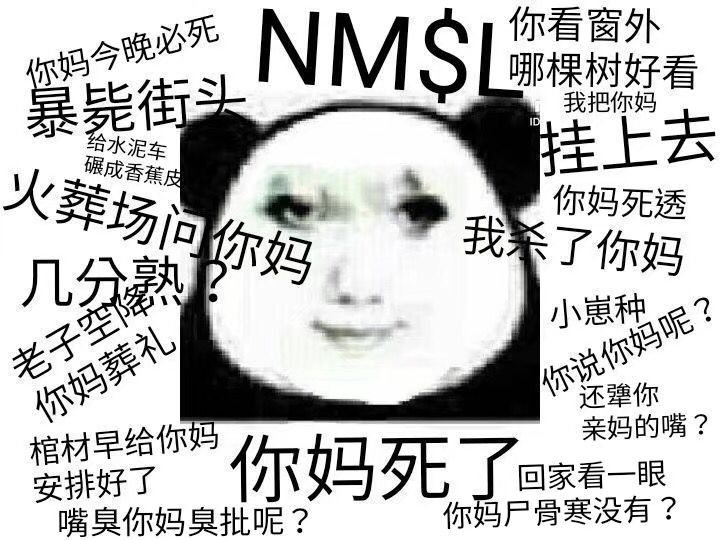 NM$L
你看窗外
哪棵树好看
我把你妈
挂上去
你妈今晚必死
暴毙街头
给水泥车
碾成香蕉皮
火葬场问你妈
几分熟？
你妈死透
我杀了你妈
老子空降
你妈葬礼
小崽种
你说你妈呢？
还犟你
亲妈的嘴？
棺材早给你妈
安排好了
你妈死了
回家看一眼
你妈尸骨寒没有？
嘴臭你妈臭批呢？
ID